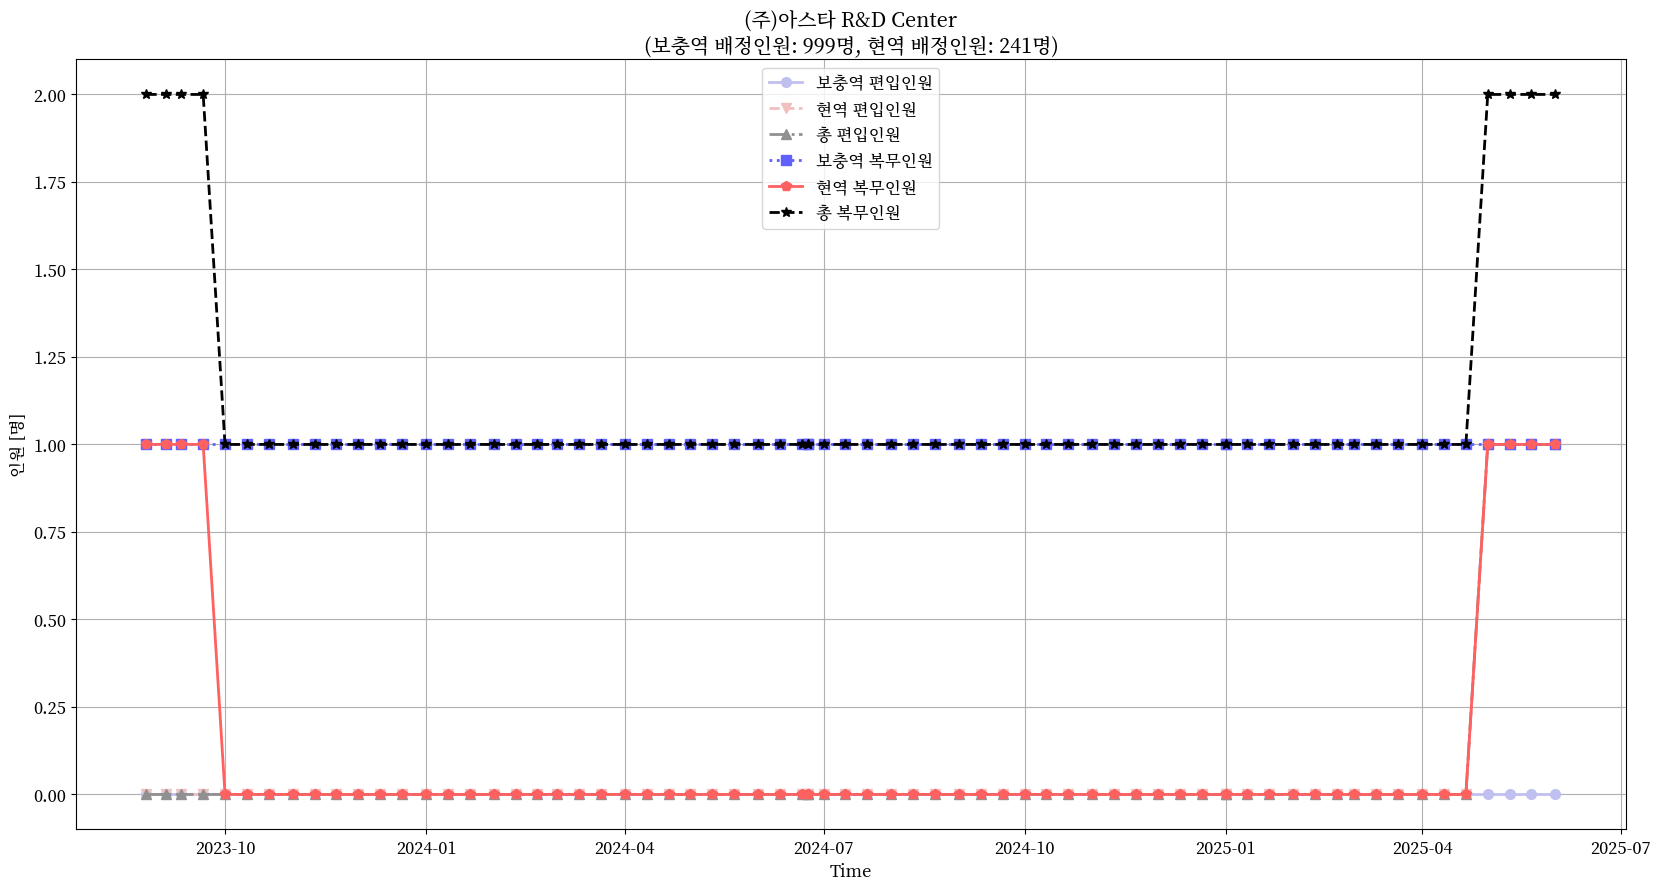 (주)아스타 R&D Center
(보충역 배정인원: 999명, 현역 배정인원: 241명)
보충역 편입인원
현역 편입인원
총 편입인원
보충역 복무인원
현역 복무인원
총 복무인원
인원 [명]
2.00
1.75
1.50
1.25
1.00
0.75
0.50
0.25
0.00
2023-10
2024-01
2024-04
2024-07
2024-10
2025-01
2025-04
2025-07
Time